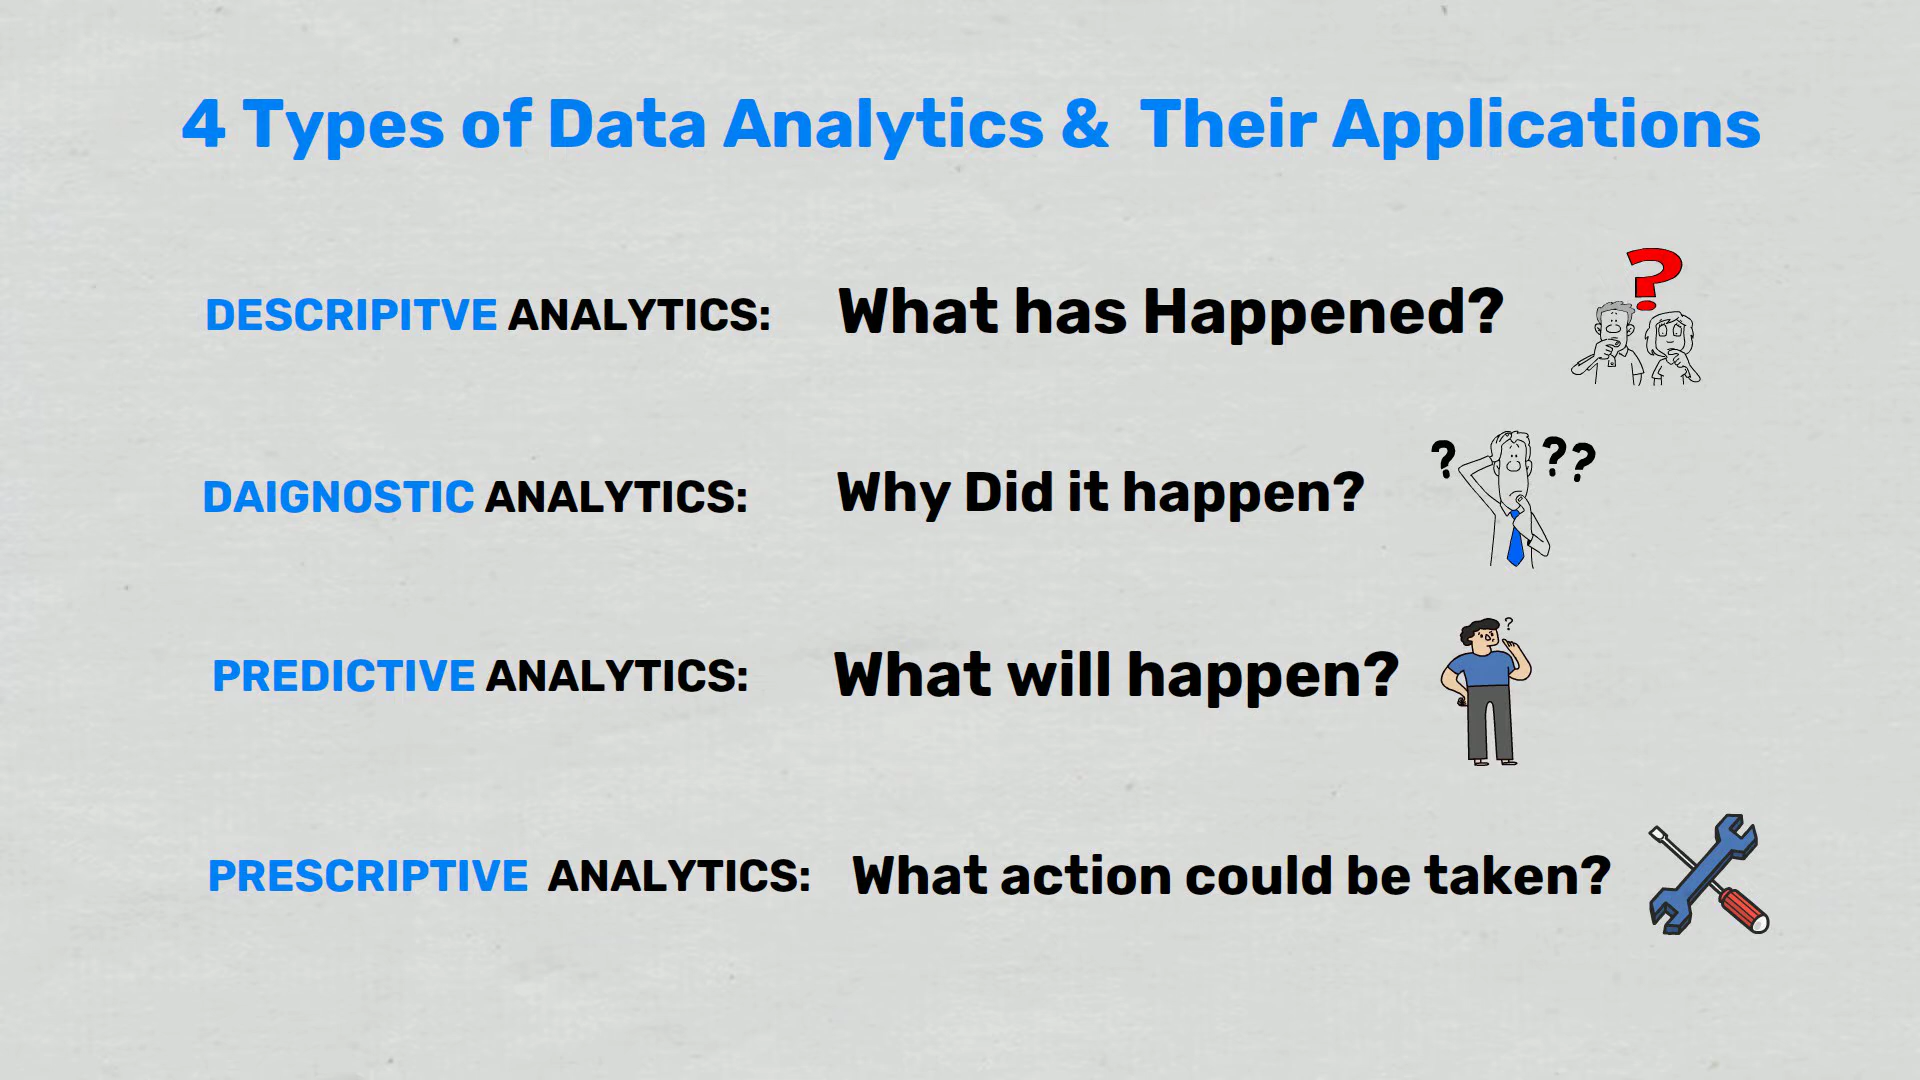 4 Types of Data Analytics & Their Applications
DESCRIPITVE ANALYTICS: What has Happened? ?
DAIGNOSTIC ANALYTICS: Why Did it happen? ? ??
PREDICTIVE ANALYTICS: What will happen? ?
PRESCRIPTIVE ANALYTICS: What action could be taken?